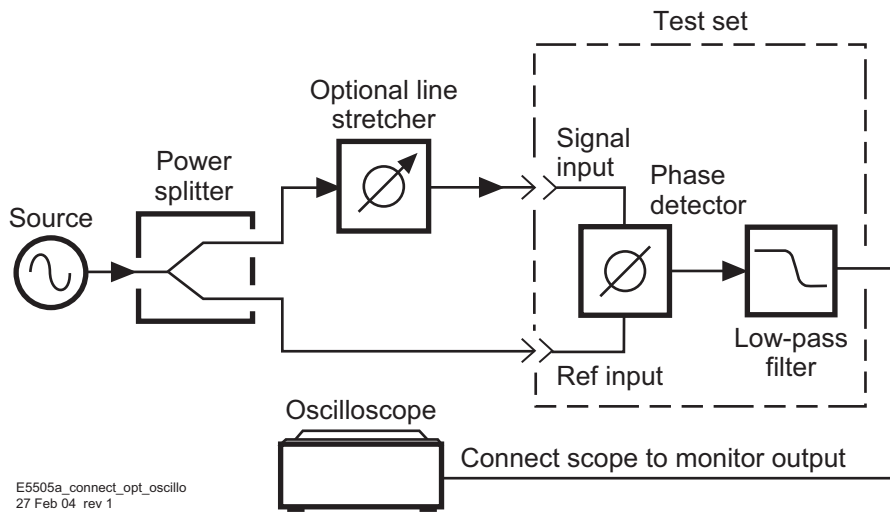 Test set
Optional line
stretcher
Signal
input
Power
splitter
Phase
detector
Source
Low-pass
filter
Ref input
Oscilloscope
Connect scope to monitor output
E5505a_connect_opt_oscillo
27 Feb 04 rev 1